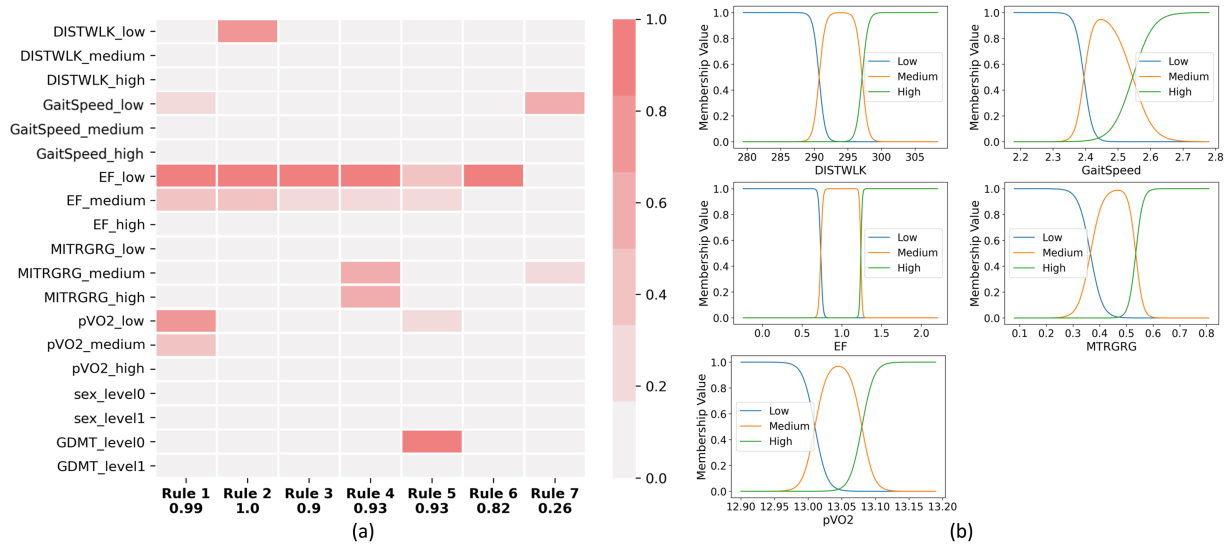 DISTWLK_low
DISTWLK_medium
DISTWLK_high
GaitSpeed_low
GaitSpeed_medium
GaitSpeed_high
EF_low
EF_medium
EF_high
MITRGRG_low
MITRGRG_medium
MITRGRG_high
pVO2_low
pVO2_medium
pVO2_high
sex_level0
sex_level1
GDMT_level0
GDMT_level1
Rule 1 Rule 2 Rule 3 Rule 4 Rule 5 Rule 6 Rule 7
0.99 1.0 0.9 0.93 0.93 0.82 0.26
1.0
0.8
0.6
0.4
0.2
0.0
(a)
Membership Value
1.0
0.8
0.6
0.4
0.2
0.0
Low
Medium
High
280 285 290 295 300 305
DISTWLK
Membership Value
1.0
0.8
0.6
0.4
0.2
0.0
Low
Medium
High
2.2 2.3 2.4 2.5 2.6 2.7 2.8
GaitSpeed
Membership Value
1.0
0.8
0.6
0.4
0.2
0.0
Low
Medium
High
0.0 0.5 1.0 1.5 2.0
EF
Membership Value
1.0
0.8
0.6
0.4
0.2
0.0
Low
Medium
High
0.1 0.2 0.3 0.4 0.5 0.6 0.7 0.8
MTRGRG
Membership Value
1.0
0.8
0.6
0.4
0.2
0.0
Low
Medium
High
12.90 12.95 13.00 13.05 13.10 13.15 13.20
pVO2
(b)